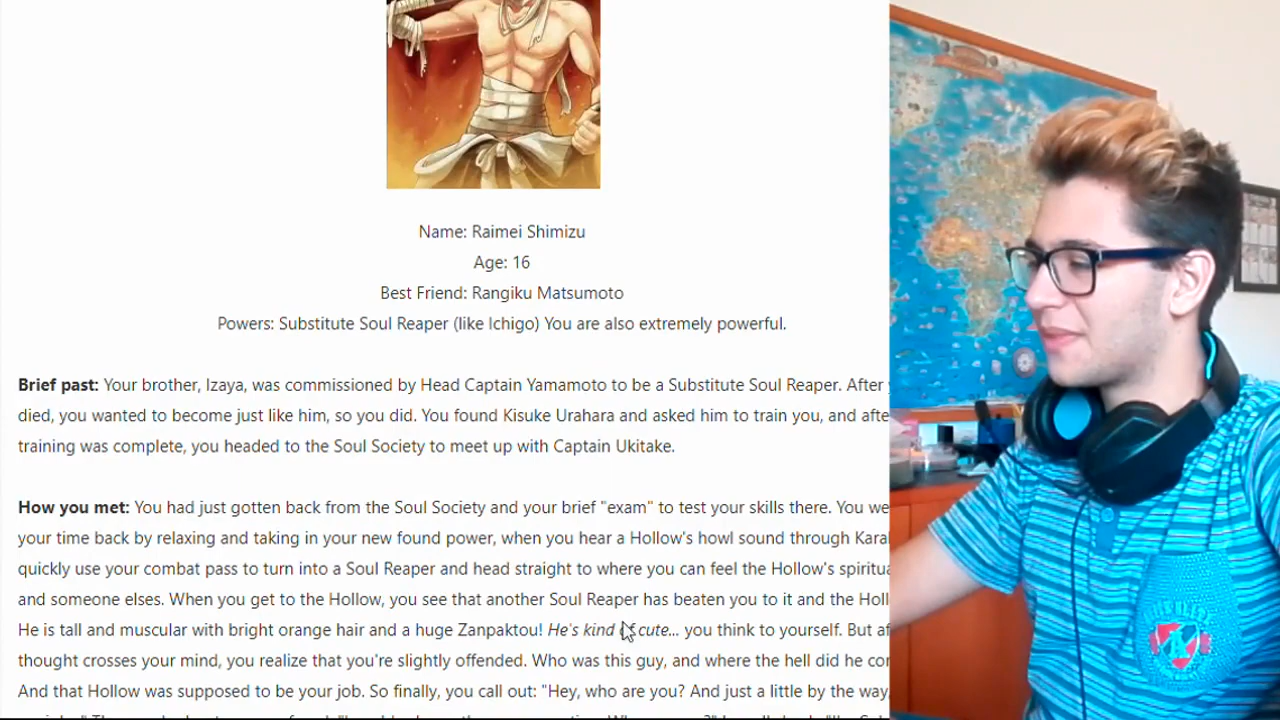 Name: Raimei Shimizu
Age: 16
Best Friend: Rangiku Matsumoto
Powers: Substitute Soul Reaper (like Ichigo) You are also extremely powerful.
Brief past: Your brother, Izaya, was commissioned by Head Captain Yamamoto to be a Substitute Soul Reaper. After
died, you wanted to become just like him, so you did. You found Kisuke Urahara and asked him to train you, and
training was complete, you headed to the Soul Society to meet up with Captain Ukitake.
How you met: You had just gotten back from the Soul Society and your brief "exam" to test your skills there. You
your time back by relaxing and taking in your new found power, when you hear a Hollow's howl sound through
quickly use your combat pass to turn into a Soul Reaper and head straight to where you can feel the Hollow's
and someone elses. When you get to the Hollow, you see that another Soul Reaper has beaten you to it and the
He is tall and muscular with bright orange hair and a huge Zanpaktou! He's kind of cute... you think to yourself. But
thought crosses your mind, you realize that you're slightly offended. Who was this guy, and where the hell did he
And that Hollow was supposed to be your job. So finally, you call out: "Hey, who are you? And just a little by the way,